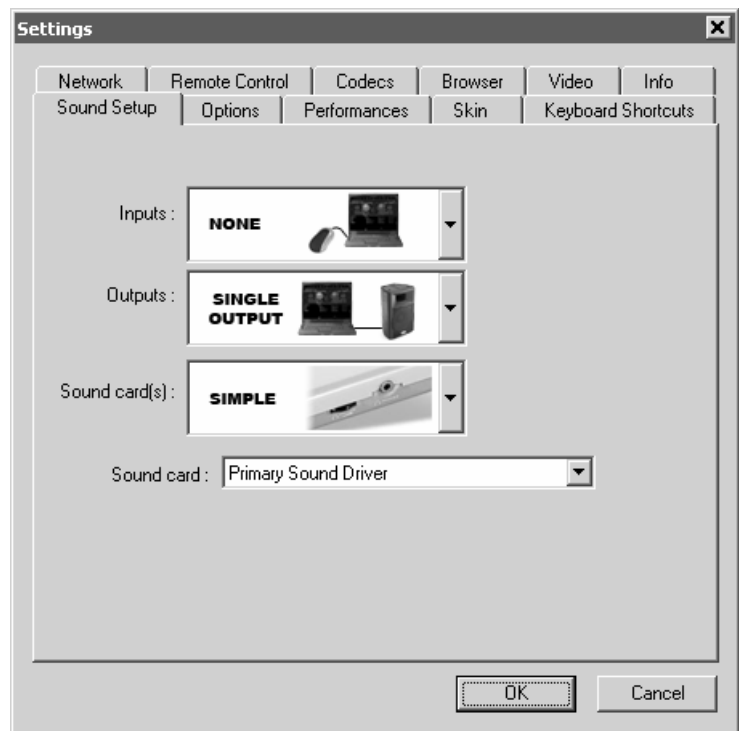 Settings
Network Remote Control Codecs Browser Video Info
Sound Setup Options Performances Skin Keyboard Shortcuts
Inputs : NONE
Outputs : SINGLE OUTPUT
Sound card(s) : SIMPLE
Sound card : Primary Sound Driver
OK Cancel